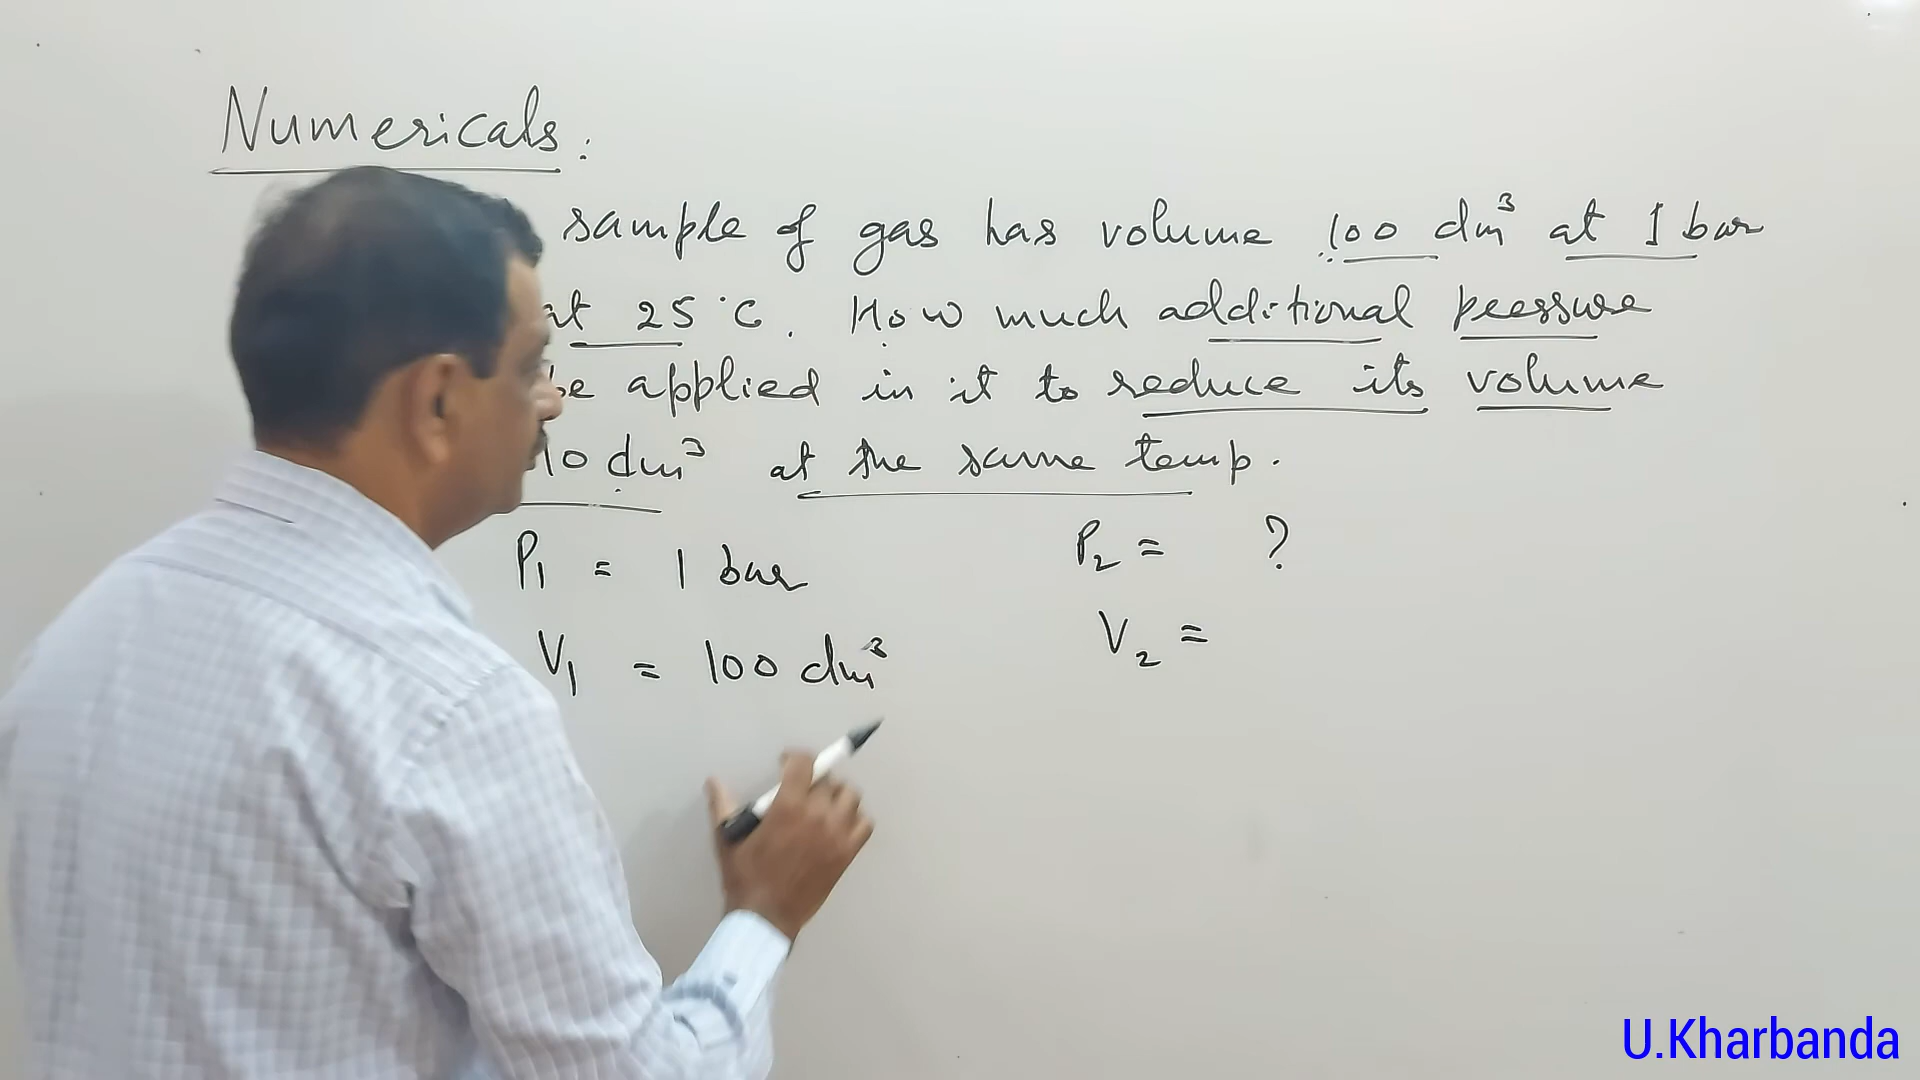 Numericals:
sample of gas has volume 100 dm³ at 1 bar
at 25°C. How much additional pressure
be applied in it to reduce its volume
10 dm³ at the same temp.
P₁ = 1 bar P₂ = ?
V₁ = 100 dm³ V₂ =
U.Kharbanda